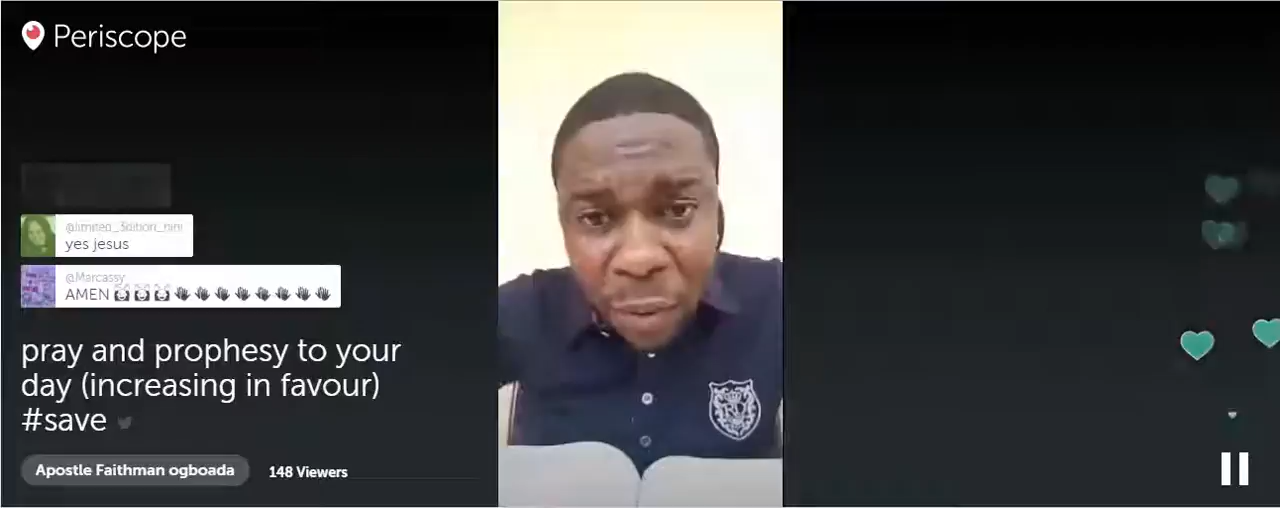 Periscope
@limited_3dition_nini
yes jesus
@Marcassy
AMEN
pray and prophesy to your
day (increasing in favour)
#save
Apostle Faithman ogboada
148 Viewers